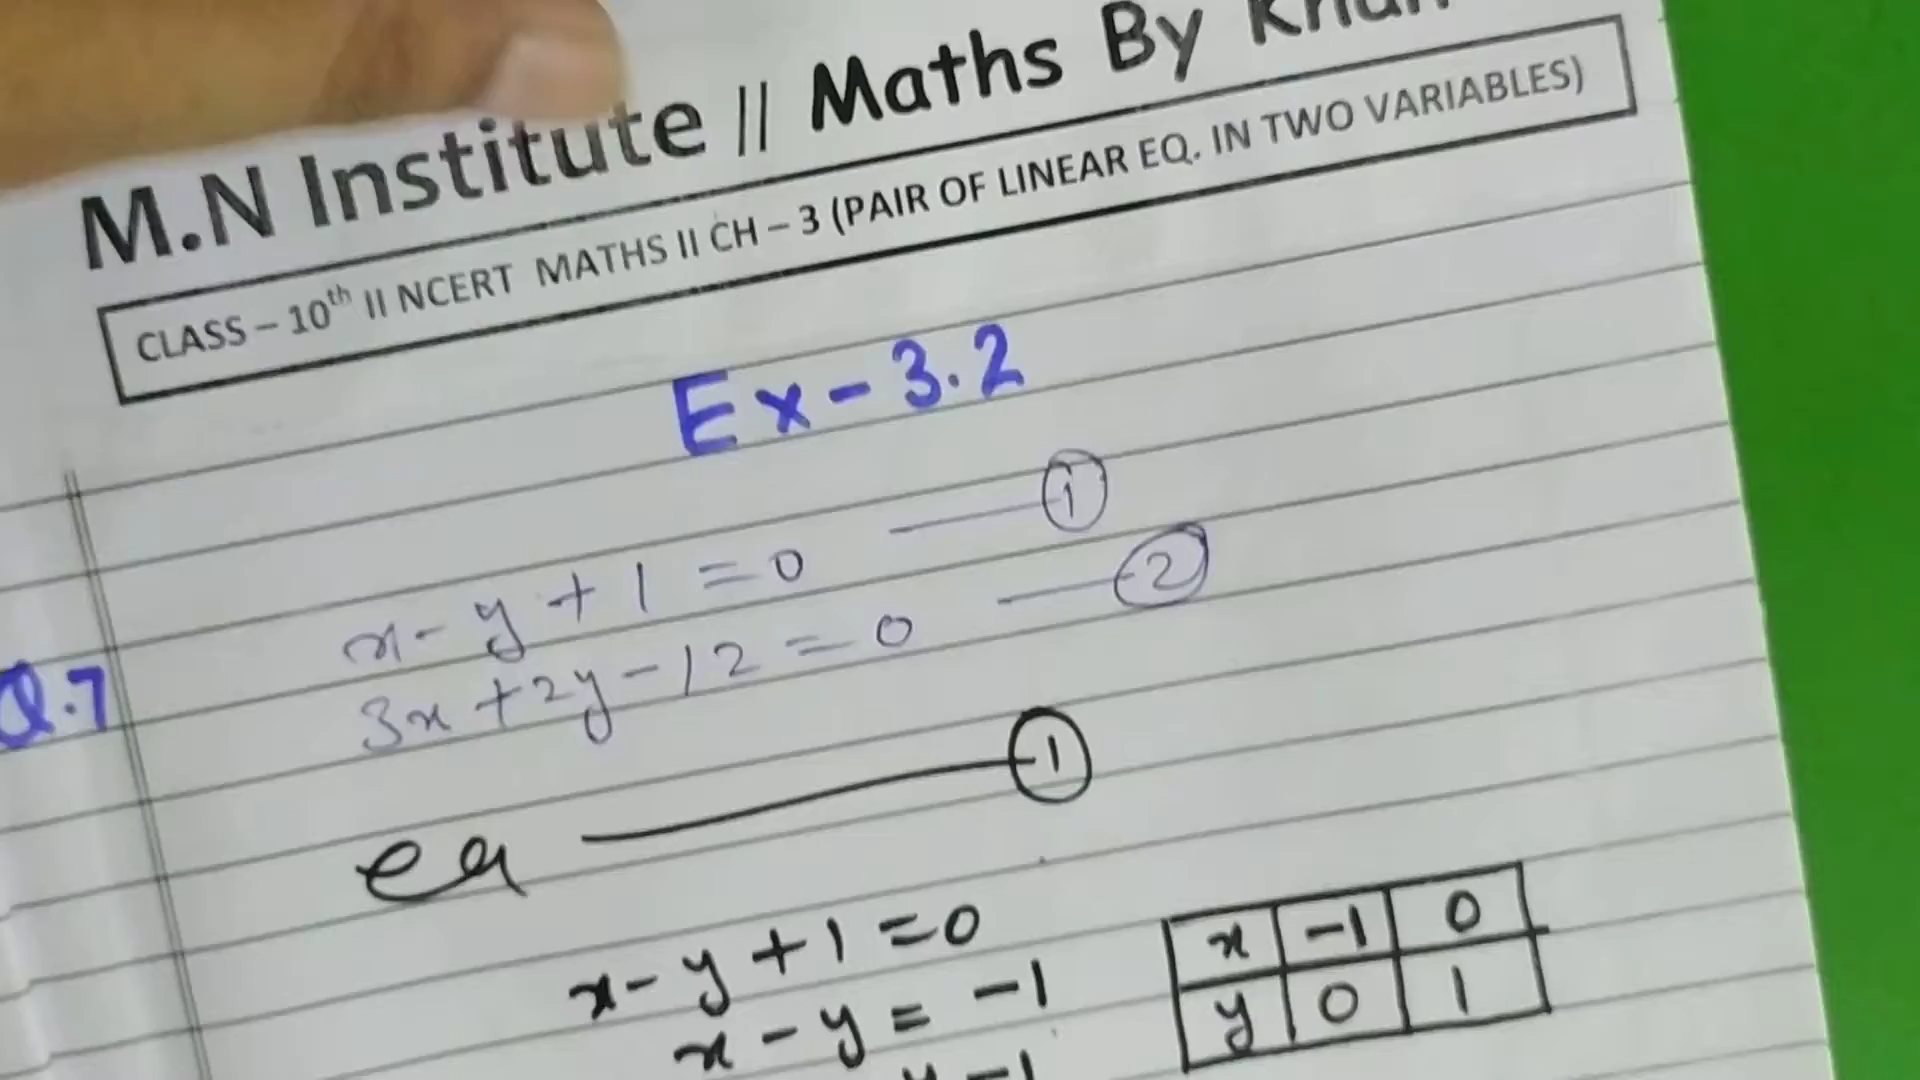 M.N Institute || Maths By
CLASS – 10th II NCERT MATHS II CH – 3 (PAIR OF LINEAR EQ. IN TWO VARIABLES)
Ex - 3.2
x - y + 1 = 0 — 1
Q.7
3x + 2y - 12 = 0 — 2
eq — 1
x - y + 1 = 0
x - y = -1
y - 1
x -1 0
y 0 1